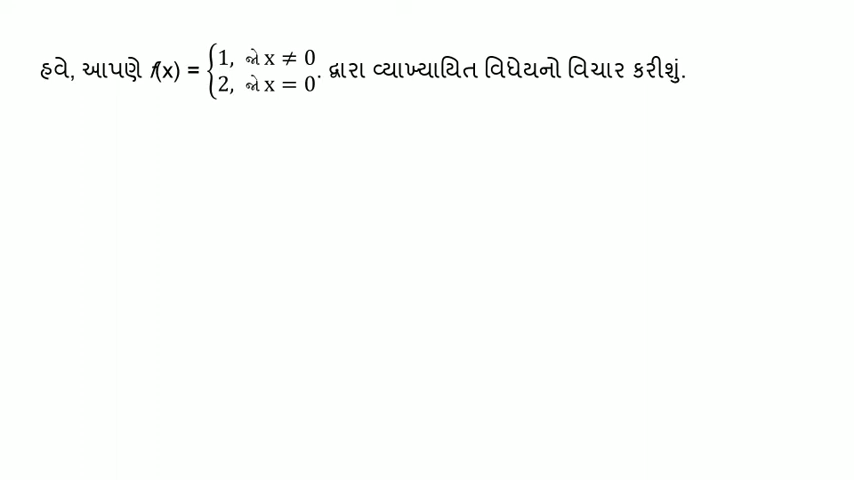 હવે, આપણે f(x) = {1, જો x ≠ 0
2, જો x = 0. દ્વારા વ્યાખ્યાયિત વિધેયનો વિચાર કરીશું.